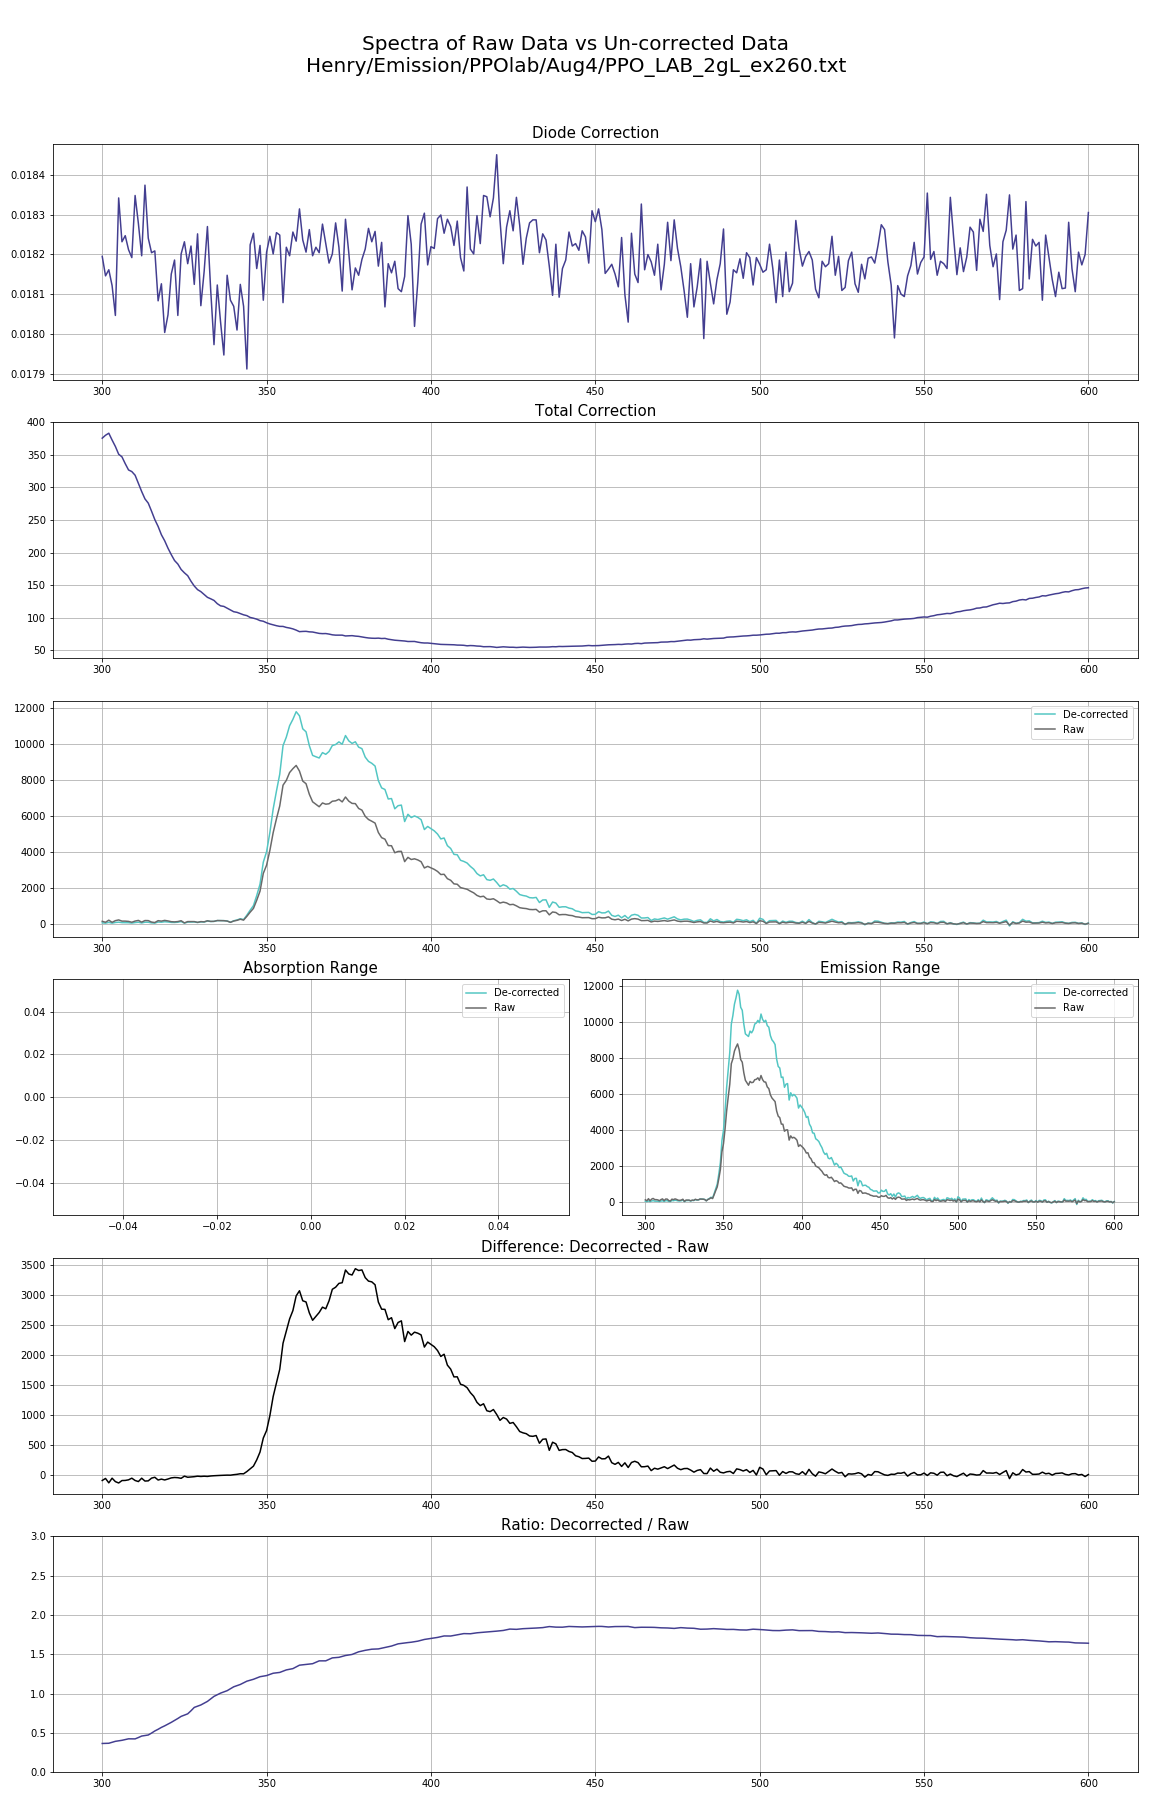 Spectra of Raw Data vs Un-corrected Data
Henry/Emission/PPOlab/Aug4/PPO_LAB_2gL_ex260.txt
Diode Correction
0.0184
0.0183
0.0182
0.0181
0.0180
0.0179
300 350 400 450 500 550 600
Total Correction
400
350
300
250
200
150
100
50
300 350 400 450 500 550 600
12000
10000
8000
6000
4000
2000
0
De-corrected
Raw
300 350 400 450 500 550 600
Absorption Range
0.04
0.02
0.00
−0.02
−0.04
De-corrected
Raw
−0.04 −0.02 0.00 0.02 0.04
Emission Range
12000
10000
8000
6000
4000
2000
0
De-corrected
Raw
300 350 400 450 500 550 600
Difference: Decorrected - Raw
3500
3000
2500
2000
1500
1000
500
0
300 350 400 450 500 550 600
Ratio: Decorrected / Raw
3.0
2.5
2.0
1.5
1.0
0.5
0.0
300 350 400 450 500 550 600